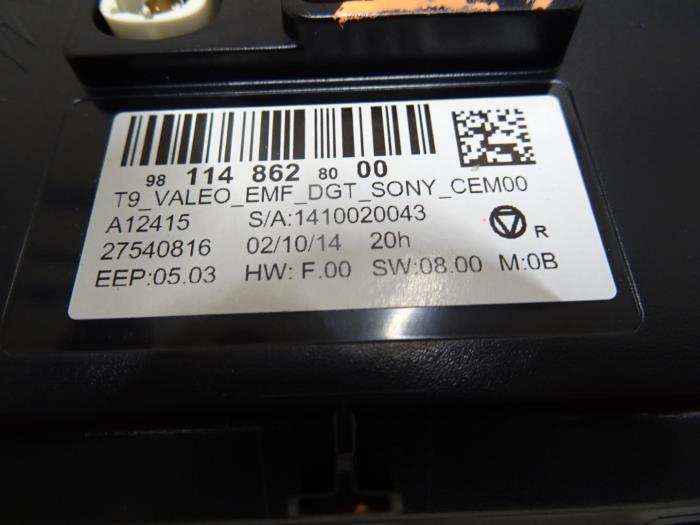 98 114 862 80 00
T9_VALEO_EMF_DGT_SONY_CEM00
A12415 S/A:1410020043
27540816 02/10/14 20h R
EEP:05.03 HW: F.00 SW:08.00 M:0B